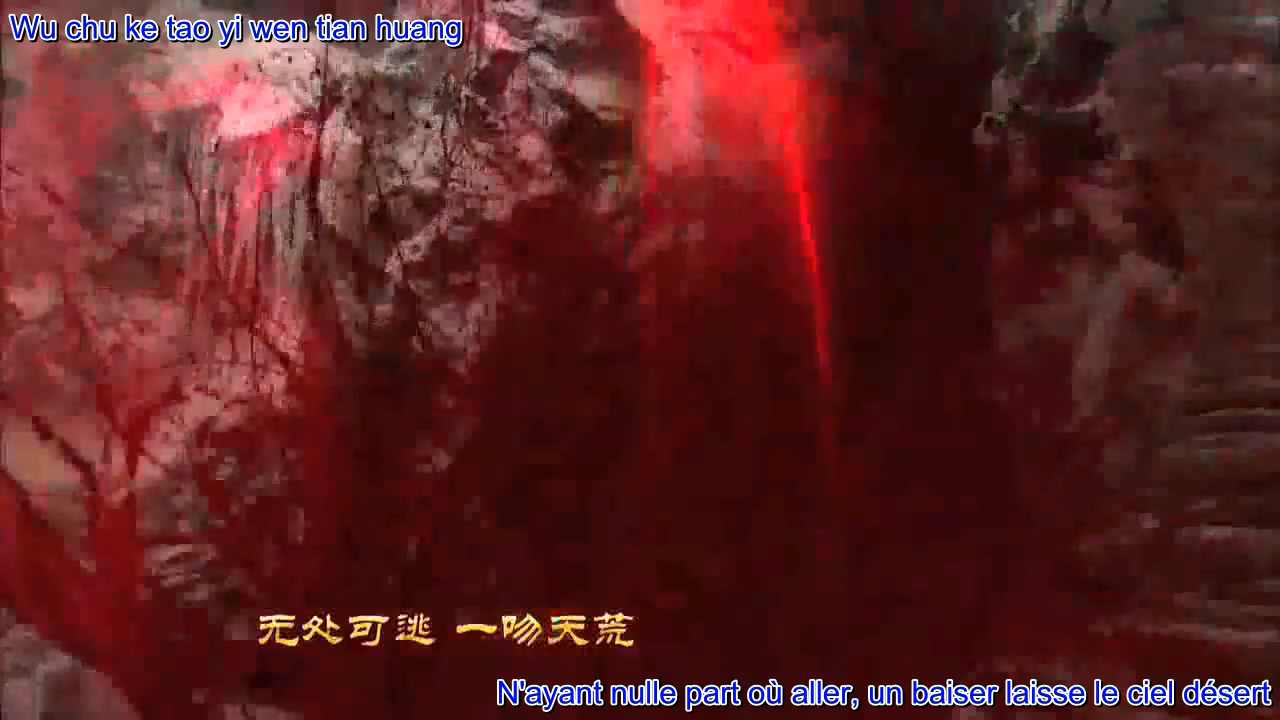 Wu chu ke tao yi wen tian huang
无处可逃 一吻天荒
N'ayant nulle part où aller, un baiser laisse le ciel désert